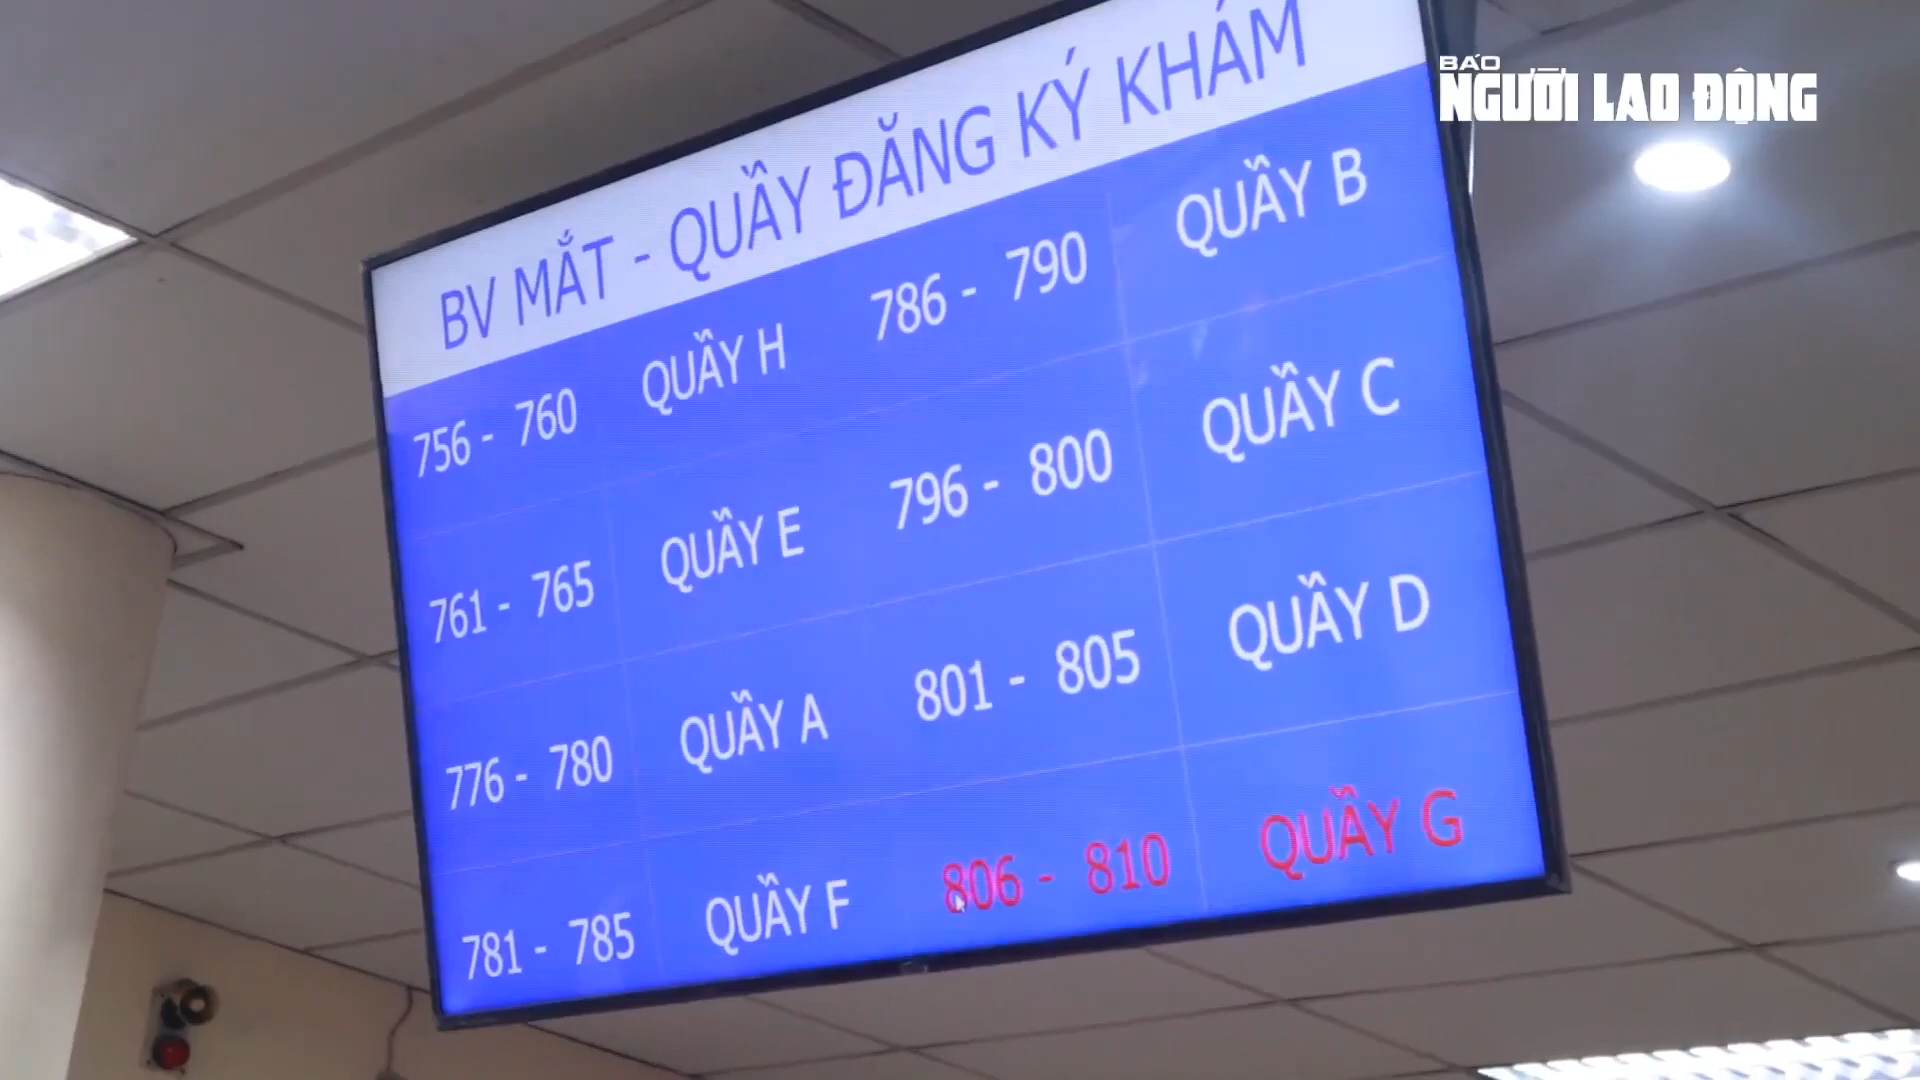 BÁO
NGƯỜI LAO ĐỘNG
BV MẮT - QUẦY ĐĂNG KÝ KHÁM
756 - 760 QUẦY H 786 - 790 QUẦY B
761 - 765 QUẦY E 796 - 800 QUẦY C
776 - 780 QUẦY A 801 - 805 QUẦY D
781 - 785 QUẦY F 806 - 810 QUẦY G